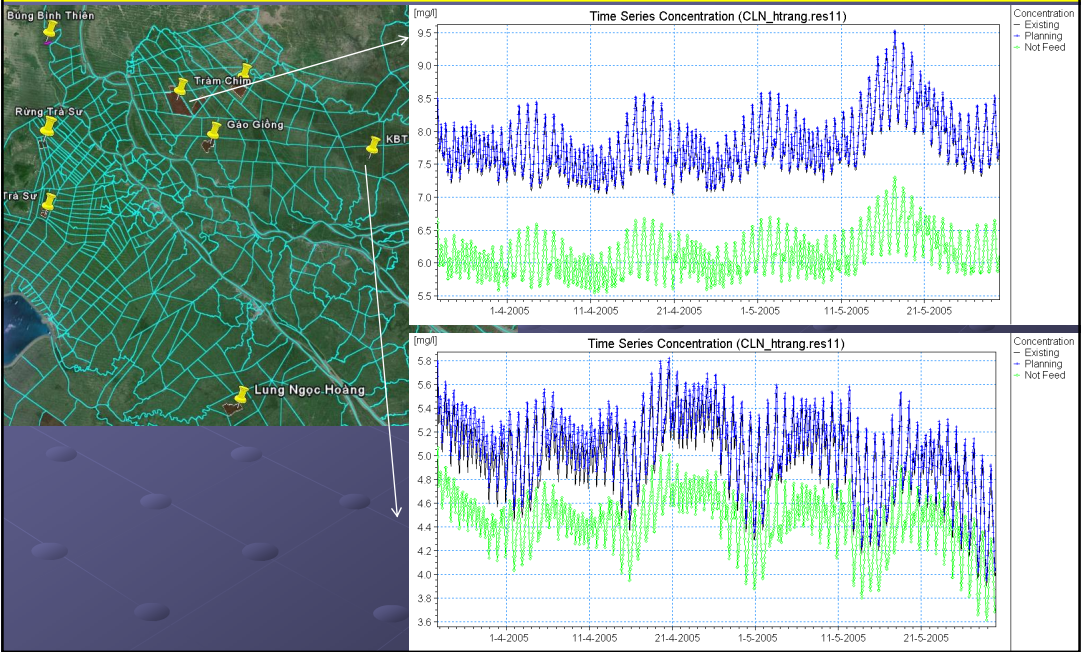 Bung Bình Thiên
Tràm Chim
Rừng Trà Sư
Gáo Giồng
KBT
Trà Sư
Lung Ngọc Hoàng
[mg/l]
Time Series Concentration (CLN_htrang.res11)
Concentration
Existing
Planning
Not Feed
9.5
9.0
8.5
8.0
7.5
7.0
6.5
6.0
5.5
1-4-2005 11-4-2005 21-4-2005 1-5-2005 11-5-2005 21-5-2005
[mg/l]
Time Series Concentration (CLN_htrang.res11)
Concentration
Existing
Planning
Not Feed
5.8
5.6
5.4
5.2
5.0
4.8
4.6
4.4
4.2
4.0
3.8
3.6
1-4-2005 11-4-2005 21-4-2005 1-5-2005 11-5-2005 21-5-2005